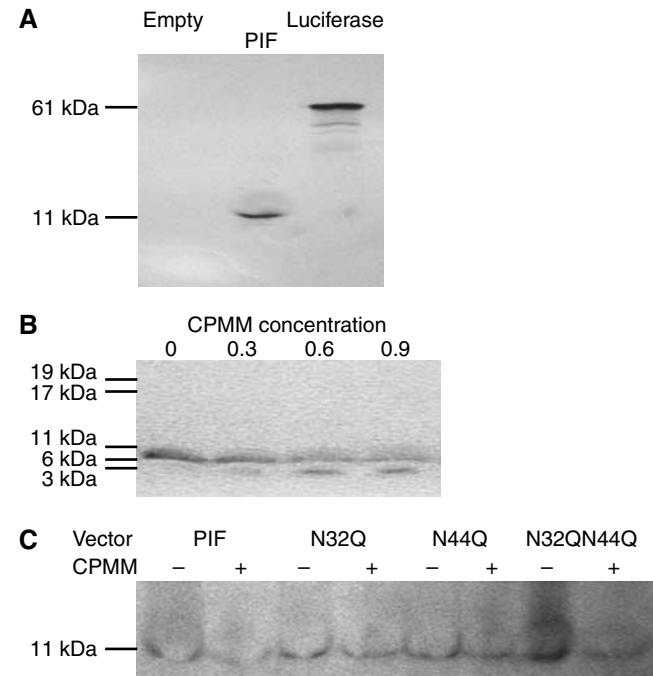 A Empty Luciferase
PIF
61 kDa
11 kDa
B CPMM concentration
0 0.3 0.6 0.9
19 kDa
17 kDa
11 kDa
6 kDa
3 kDa
C Vector PIF N32Q N44Q N32QN44Q
CPMM – + – + – + – +
11 kDa